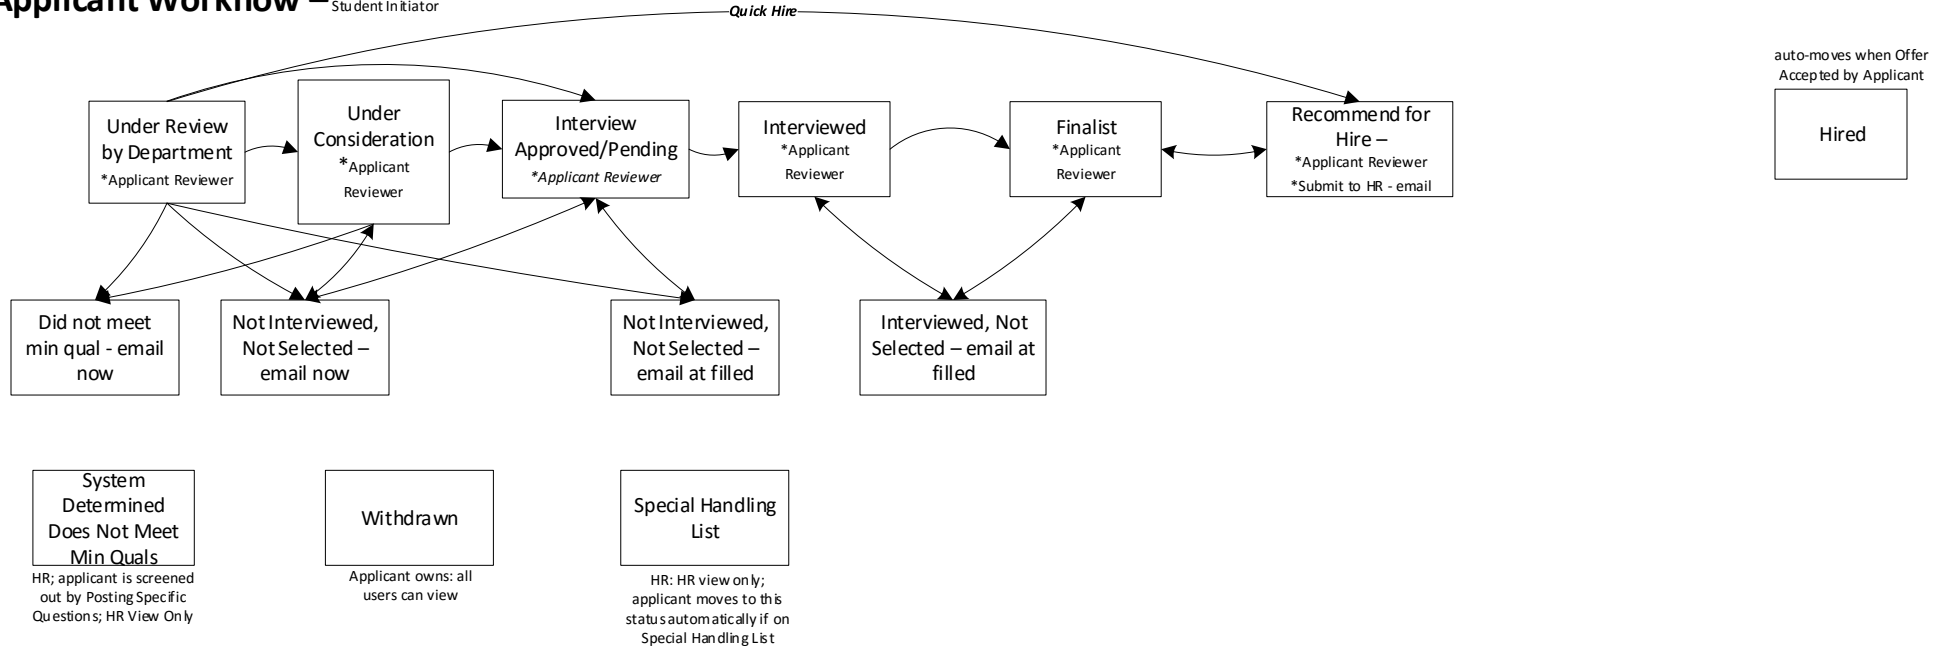 Applicant Workflow – Student Initiator
Quick Hire
auto-moves when Offer
Accepted by Applicant
Under Review
by Department
*Applicant Reviewer
Under
Consideration
*Applicant
Reviewer
Interview
Approved/Pending
*Applicant Reviewer
Interviewed
*Applicant
Reviewer
Finalist
*Applicant
Reviewer
Recommend for
Hire –
*Applicant Reviewer
*Submit to HR - email
Hired
Did not meet
min qual - email
now
Not Interviewed,
Not Selected –
email now
Not Interviewed,
Not Selected –
email at filled
Interviewed, Not
Selected – email at
filled
System
Determined
Does Not Meet
Min Quals
HR; applicant is screened
out by Posting Specific
Questions; HR View Only
Withdrawn
Applicant owns: all
users can view
Special Handling
List
HR: HR view only;
applicant moves to this
status automatically if on
Special Handling List